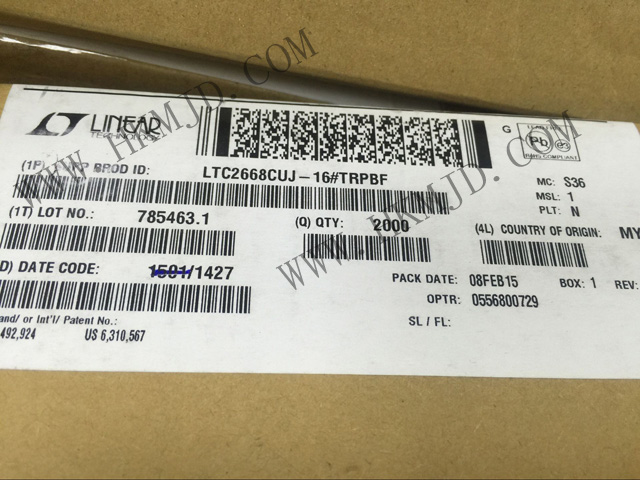 LINEAR
TECHNOLOGY
G
Pb
RoHS COMPLIANT
(1P) PROD ID: LTC2668CUJ-16#TRPBF
MC: S36
MSL: 1
PLT: N
(1T) LOT NO.: 785463.1
(Q) QTY: 2000
(4L) COUNTRY OF ORIGIN: MY
D) DATE CODE: 1501/1427
PACK DATE: 08FEB15 BOX: 1 REV:
OPTR: 0556800729
SL / FL:
and/ or Int'l/ Patent No.:
492,924 US 6,310,567
WWW.HKMJD.COM
WWW.HKMJD.COM